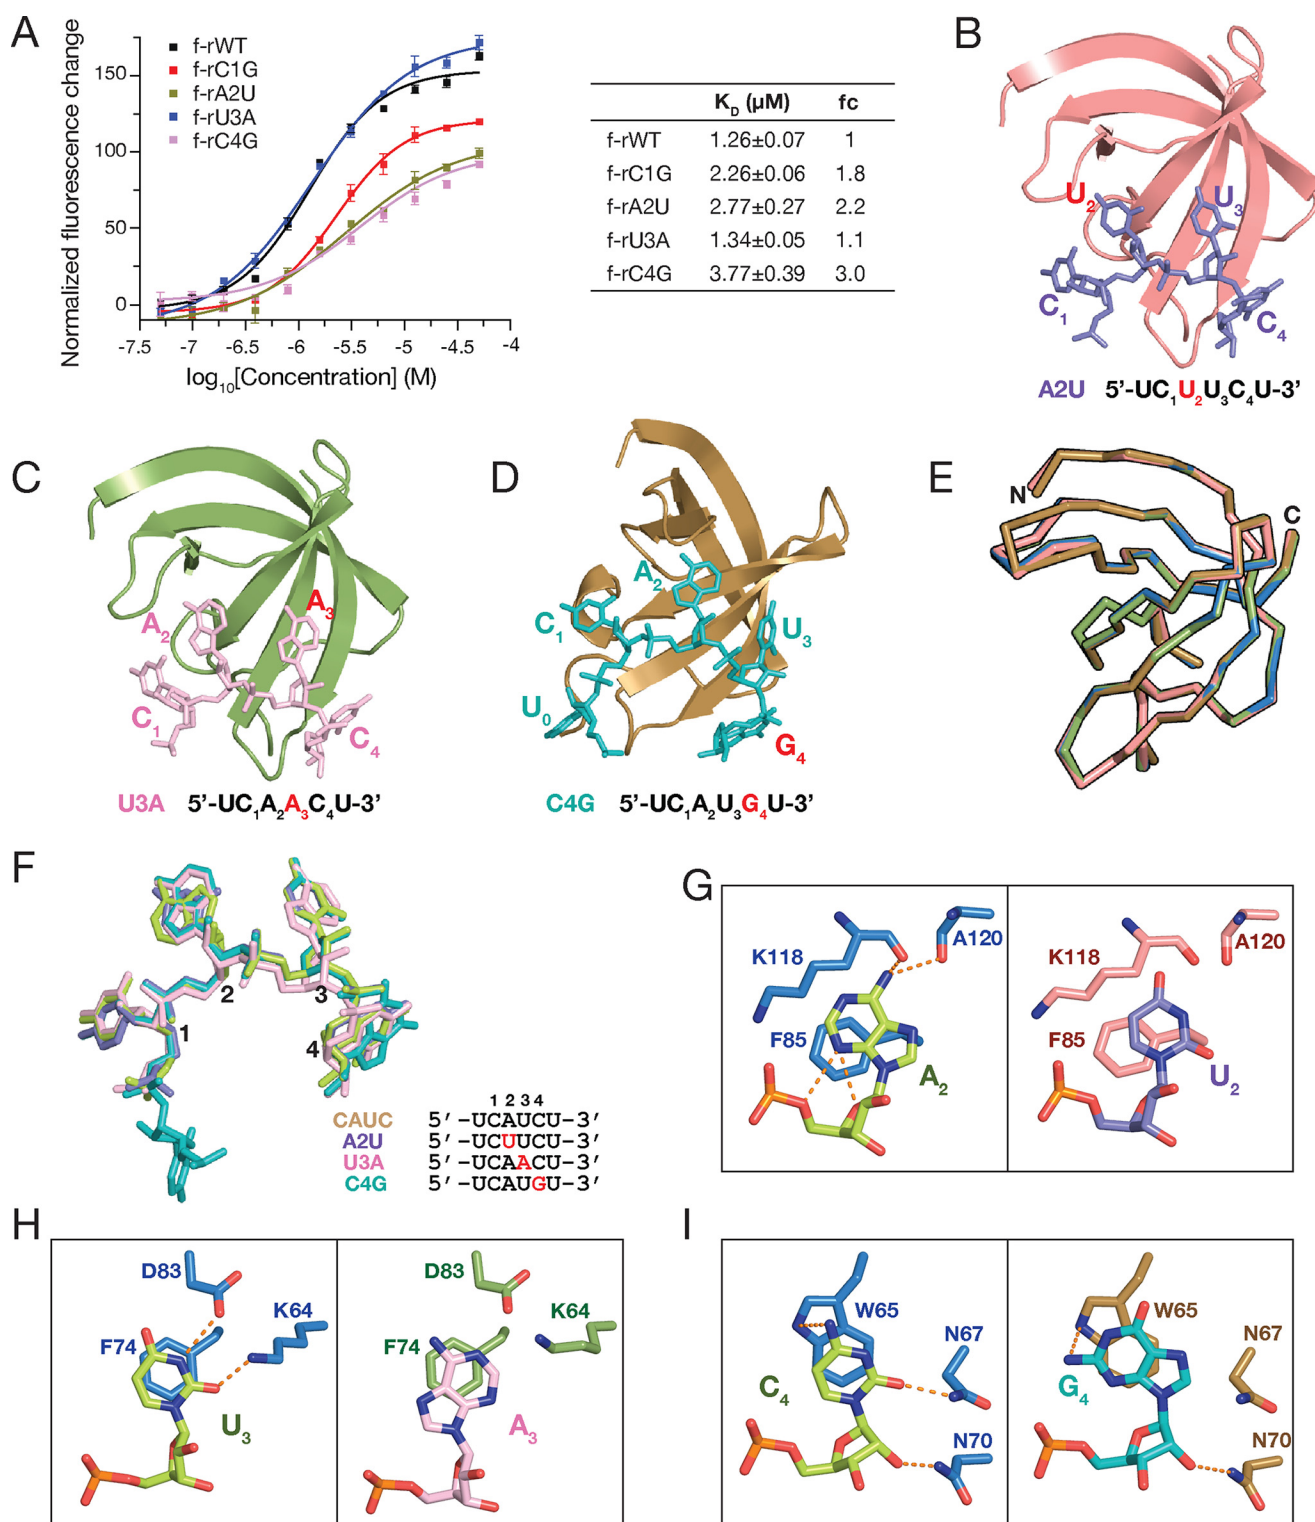 A
Normalized fluorescence change
150
100
50
0
f-rWT
f-rC1G
f-rA2U
f-rU3A
f-rC4G
-7.5 -7 -6.5 -6 -5.5 -5 -4.5 -4
log10[Concentration] (M)
KD (µM) fc
f-rWT 1.26±0.07 1
f-rC1G 2.26±0.06 1.8
f-rA2U 2.77±0.27 2.2
f-rU3A 1.34±0.05 1.1
f-rC4G 3.77±0.39 3.0
B
U2 U3
C1 C4
A2U 5’-UC1U2U3C4U-3’
C
A2 A3
C1 C4
U3A 5’-UC1A2A3C4U-3’
D
A2
C1 U3
U0
G4
C4G 5’-UC1A2U3G4U-3’
E
N
C
F
2 3
1
4
1 2 3 4
CAUC 5′-UCAUCU-3′
A2U 5′-UCUUCU-3′
U3A 5′-UCAACU-3′
C4G 5′-UCAUGU-3′
G
K118 A120
F85
A2
K118 A120
F85
U2
H
D83
K64
F74
U3
D83
K64
F74
A3
I
W65
N67
C4
N70
W65
N67
G4
N70